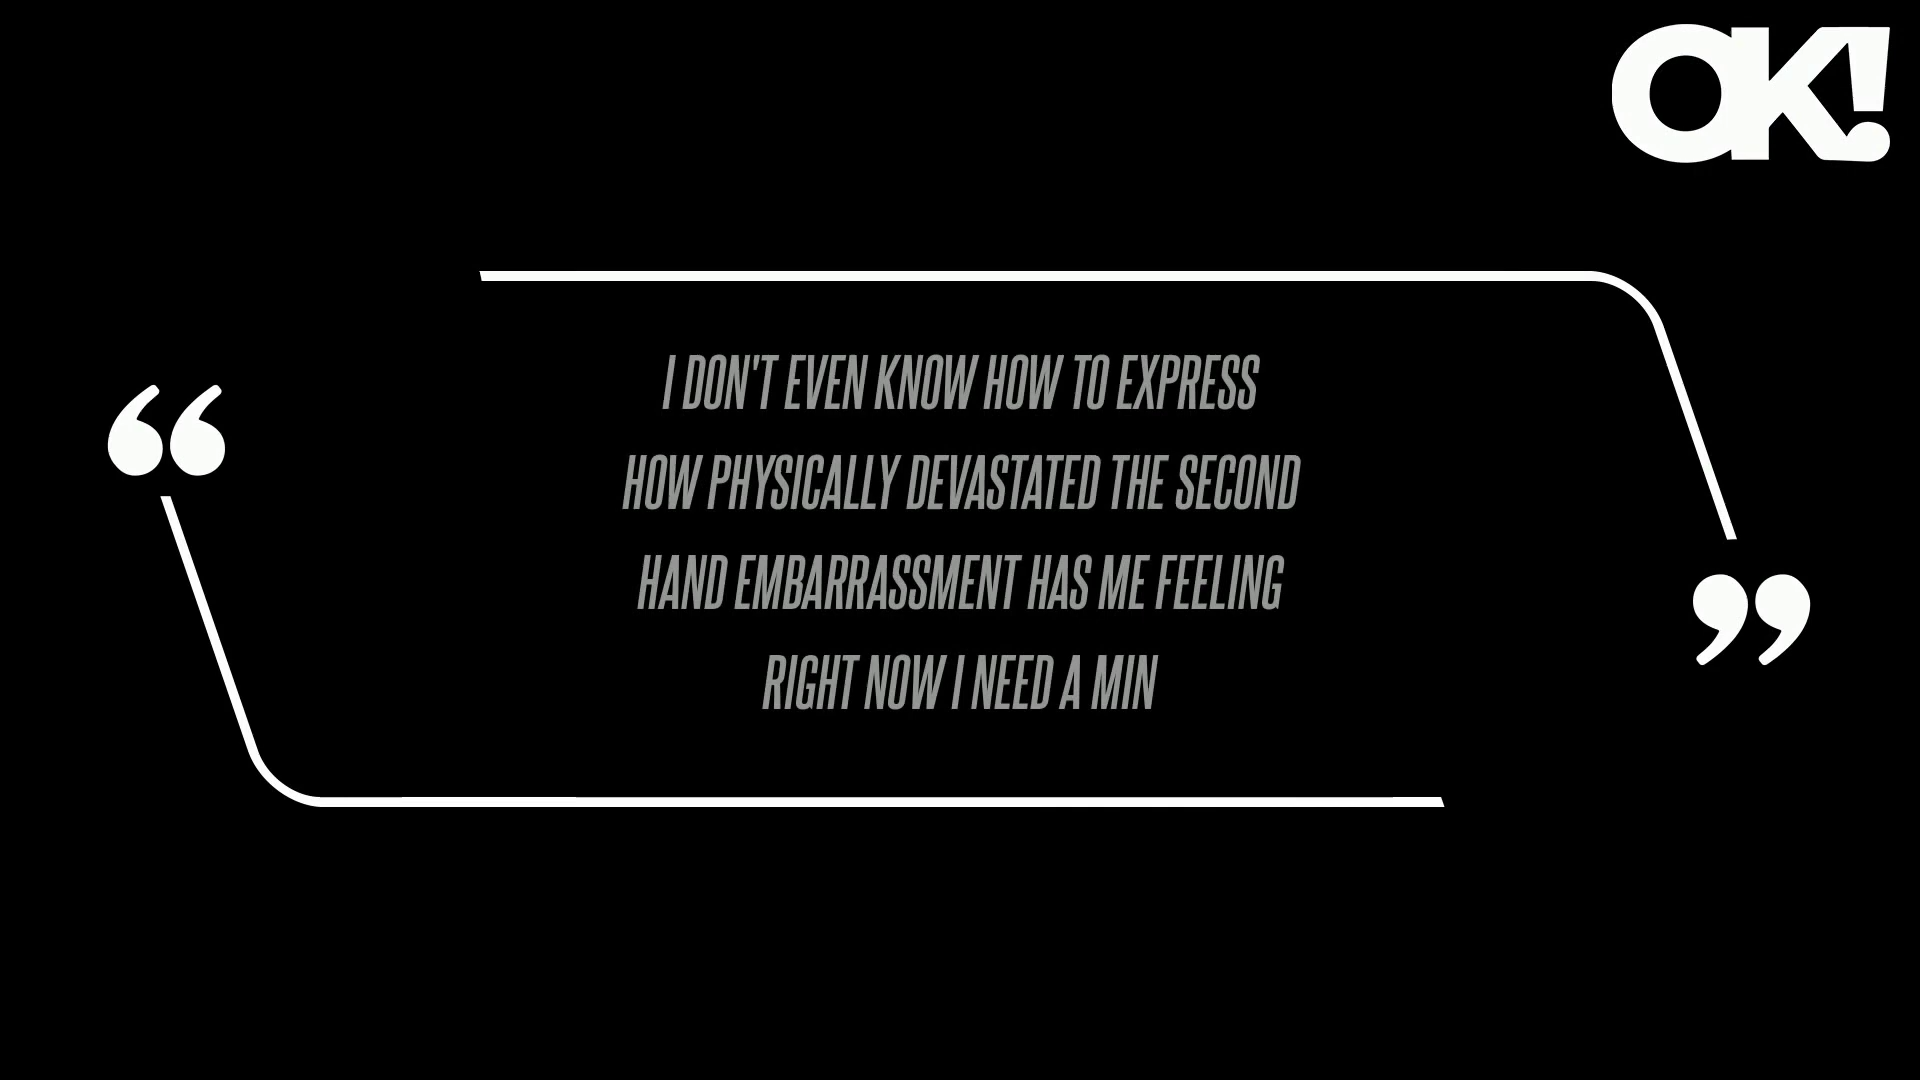 OK!
“
I DON'T EVEN KNOW HOW TO EXPRESS
HOW PHYSICALLY DEVASTATED THE SECOND
HAND EMBARRASSMENT HAS ME FEELING
RIGHT NOW I NEED A MIN
”